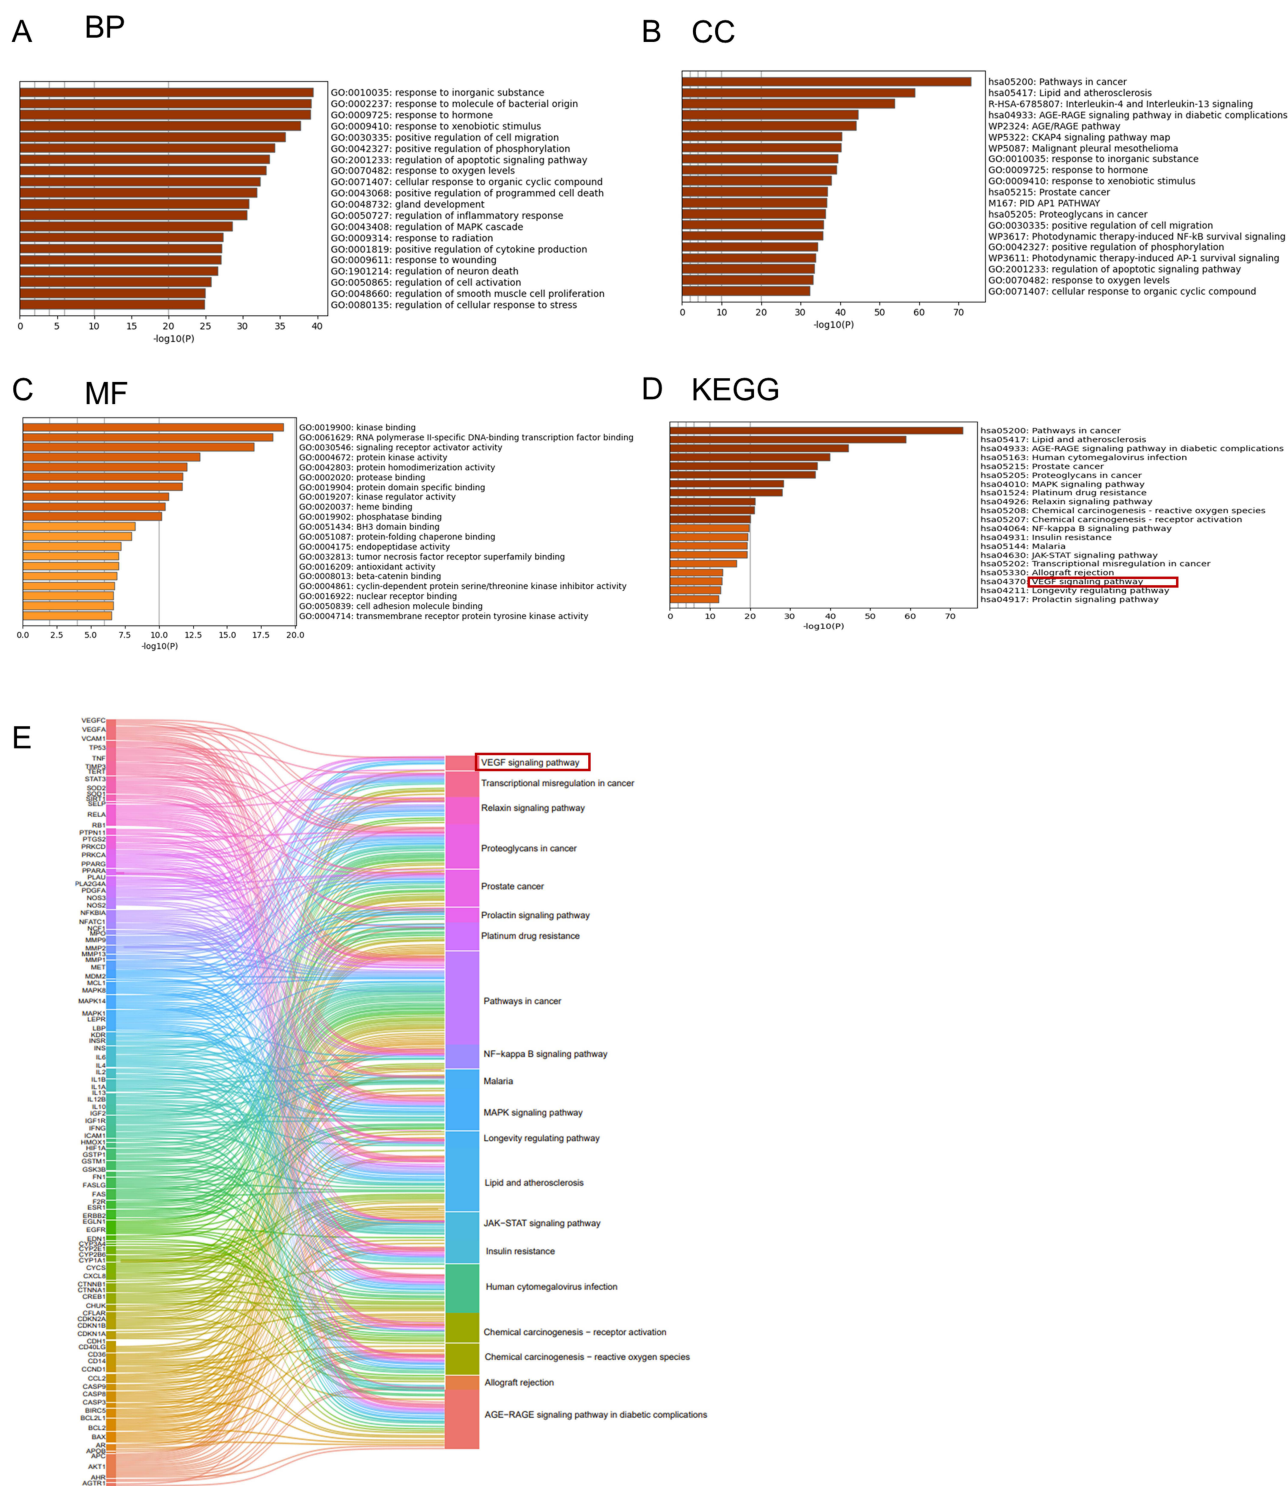 A BP
GO:0010035: response to inorganic substance
GO:0002237: response to molecule of bacterial origin
GO:0009725: response to hormone
GO:0009410: response to xenobiotic stimulus
GO:0030335: positive regulation of cell migration
GO:0042327: positive regulation of phosphorylation
GO:2001233: regulation of apoptotic signaling pathway
GO:0070482: response to oxygen levels
GO:0071407: cellular response to organic cyclic compound
GO:0043068: positive regulation of programmed cell death
GO:0048732: gland development
GO:0050727: regulation of inflammatory response
GO:0043408: regulation of MAPK cascade
GO:0009314: response to radiation
GO:0001819: positive regulation of cytokine production
GO:0009611: response to wounding
GO:1901214: regulation of neuron death
GO:0050865: regulation of cell activation
GO:0048660: regulation of smooth muscle cell proliferation
GO:0080135: regulation of cellular response to stress
0 5 10 15 20 25 30 35 40
-log10(P)
B CC
hsa05200: Pathways in cancer
hsa05417: Lipid and atherosclerosis
R-HSA-6785807: Interleukin-4 and Interleukin-13 signaling
hsa04933: AGE-RAGE signaling pathway in diabetic complications
WP2324: AGE/RAGE pathway
WP5322: CKAP4 signaling pathway map
WP5087: Malignant pleural mesothelioma
GO:0010035: response to inorganic substance
GO:0009725: response to hormone
GO:0009410: response to xenobiotic stimulus
hsa05215: Prostate cancer
M167: PID AP1 PATHWAY
hsa05205: Proteoglycans in cancer
GO:0030335: positive regulation of cell migration
WP3617: Photodynamic therapy-induced NF-kB survival signaling
GO:0042327: positive regulation of phosphorylation
WP3611: Photodynamic therapy-induced AP-1 survival signaling
GO:2001233: regulation of apoptotic signaling pathway
GO:0070482: response to oxygen levels
GO:0071407: cellular response to organic cyclic compound
0 10 20 30 40 50 60 70
-log10(P)
C MF
GO:0019900: kinase binding
GO:0061629: RNA polymerase II-specific DNA-binding transcription factor binding
GO:0030546: signaling receptor activator activity
GO:0004672: protein kinase activity
GO:0042803: protein homodimerization activity
GO:0002020: protease binding
GO:0019904: protein domain specific binding
GO:0019207: kinase regulator activity
GO:0020037: heme binding
GO:0019902: phosphatase binding
GO:0051434: BH3 domain binding
GO:0051087: protein-folding chaperone binding
GO:0004175: endopeptidase activity
GO:0032813: tumor necrosis factor receptor superfamily binding
GO:0016209: antioxidant activity
GO:0008013: beta-catenin binding
GO:0004861: cyclin-dependent protein serine/threonine kinase inhibitor activity
GO:0016922: nuclear receptor binding
GO:0050839: cell adhesion molecule binding
GO:0004714: transmembrane receptor protein tyrosine kinase activity
0.0 2.5 5.0 7.5 10.0 12.5 15.0 17.5 20.0
-log10(P)
D KEGG
hsa05200: Pathways in cancer
hsa05417: Lipid and atherosclerosis
hsa04933: AGE-RAGE signaling pathway in diabetic complications
hsa05163: Human cytomegalovirus infection
hsa05215: Prostate cancer
hsa05205: Proteoglycans in cancer
hsa04010: MAPK signaling pathway
hsa01524: Platinum drug resistance
hsa04926: Relaxin signaling pathway
hsa05208: Chemical carcinogenesis - reactive oxygen species
hsa05207: Chemical carcinogenesis - receptor activation
hsa04064: NF-kappa B signaling pathway
hsa04931: Insulin resistance
hsa05144: Malaria
hsa04630: JAK-STAT signaling pathway
hsa05202: Transcriptional misregulation in cancer
hsa05330: Allograft rejection
hsa04370: VEGF signaling pathway
hsa04211: Longevity regulating pathway
hsa04917: Prolactin signaling pathway
0 10 20 30 40 50 60 70
-log10(P)
E
VEGFC
VEGFA
VCAM1
TP53
TNF
TIMP3
TERT
STAT3
SOD2
SOD1
SIRT1
SELP
RELA
RB1
PTPN11
PTGS2
PRKCD
PRKCA
PPARG
PPARA
PLAU
PLA2G4A
PDGFA
NOS3
NOS2
NFKBIA
NFATC1
NCF1
MPO
MMP9
MMP2
MMP13
MMP1
MET
MDM2
MCL1
MAPK8
MAPK14
MAPK1
LEPR
LBP
KDR
INSR
INS
IL6
IL4
IL2
IL1B
IL1A
IL13
IL12B
IL10
IGF2
IGF1R
IFNG
ICAM1
HMOX1
HIF1A
GSTP1
GSTM1
GSK3B
FN1
FASLG
FAS
F2R
ESR1
ERBB2
EGLN1
EGFR
EDN1
CYP3A4
CYP2E1
CYP2B6
CYP1A1
CYCS
CXCL8
CTNNB1
CTNNA1
CREB1
CHUK
CFLAR
CDKN2A
CDKN1B
CDKN1A
CDH1
CD40LG
CD36
CD14
CCND1
CCL2
CASP9
CASP8
CASP3
BIRC5
BCL2L1
BCL2
BAX
AR
APOB
APC
AKT1
AHR
AGTR1
VEGF signaling pathway
Transcriptional misregulation in cancer
Relaxin signaling pathway
Proteoglycans in cancer
Prostate cancer
Prolactin signaling pathway
Platinum drug resistance
Pathways in cancer
NF−kappa B signaling pathway
Malaria
MAPK signaling pathway
Longevity regulating pathway
Lipid and atherosclerosis
JAK−STAT signaling pathway
Insulin resistance
Human cytomegalovirus infection
Chemical carcinogenesis − receptor activation
Chemical carcinogenesis − reactive oxygen species
Allograft rejection
AGE−RAGE signaling pathway in diabetic complications